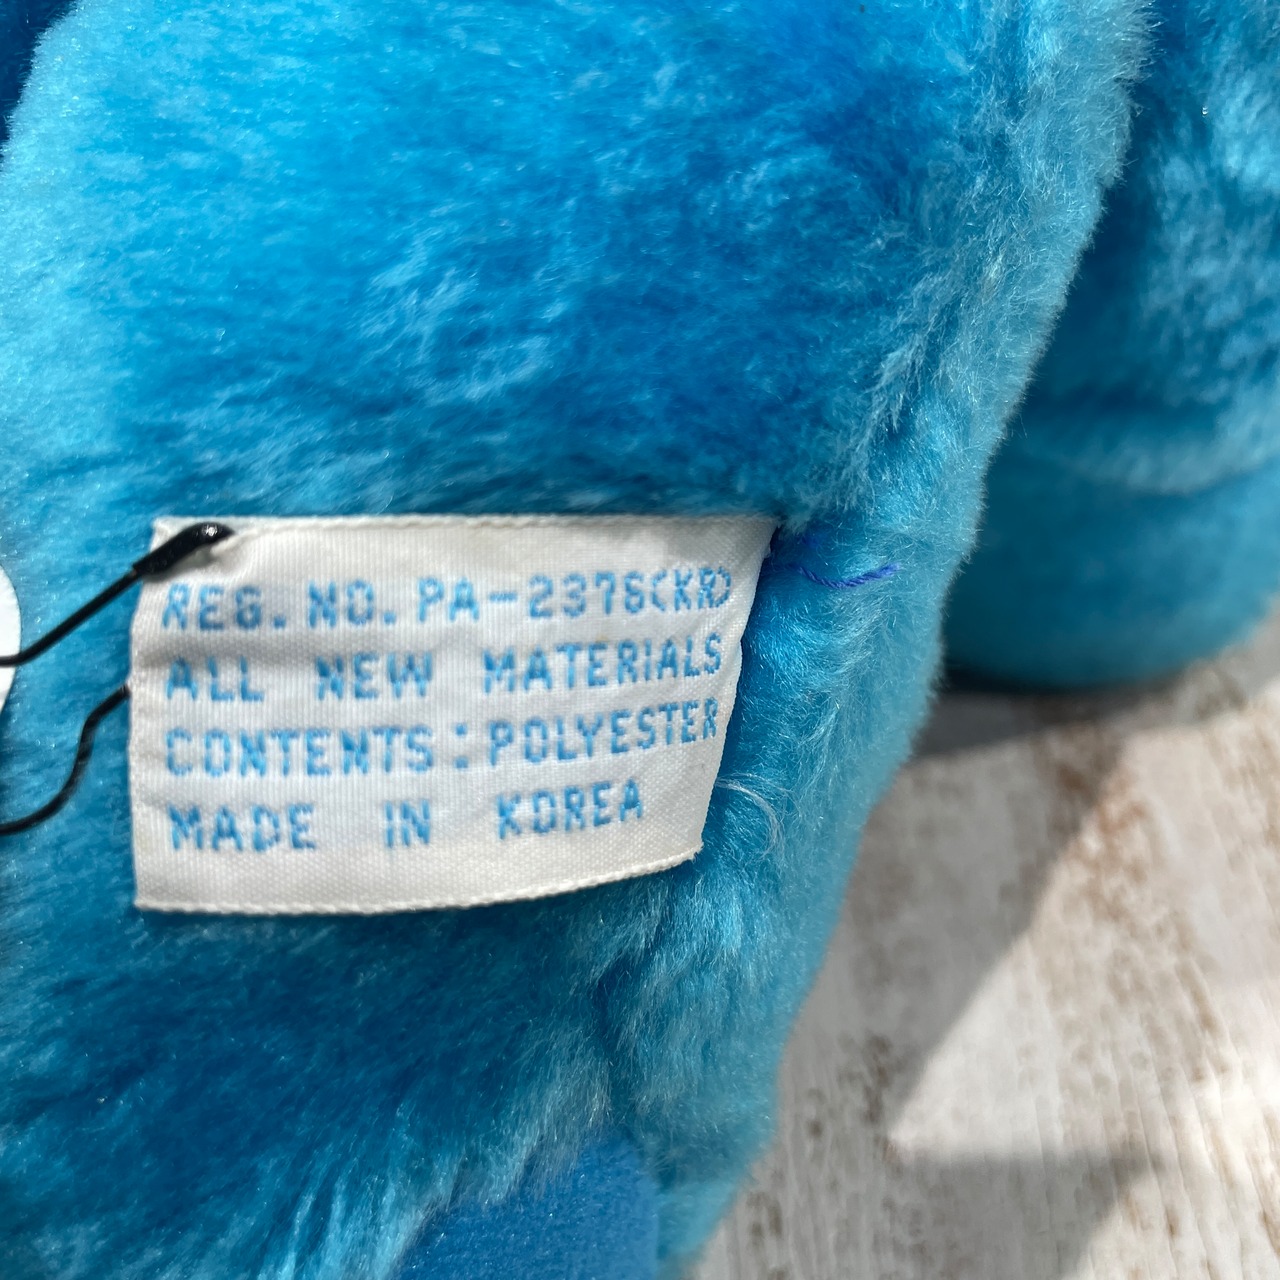 REG. NO. PA-2376(KR)
ALL NEW MATERIALS
CONTENTS : POLYESTER
MADE IN KOREA